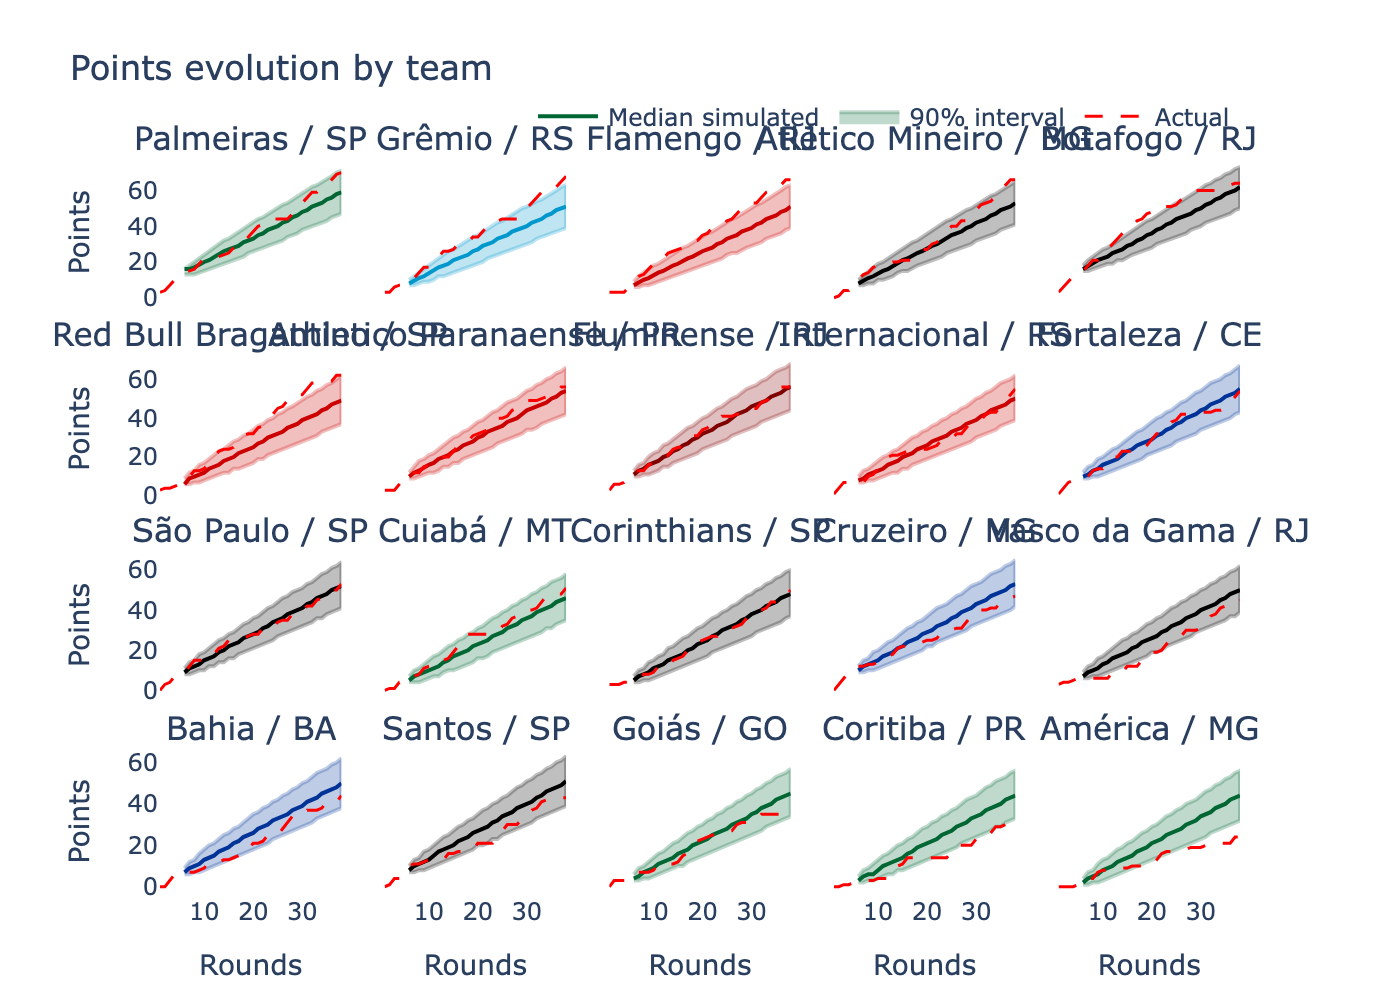 Points evolution by team
Median simulated 90% interval Actual
Palmeiras / SP Grêmio / RS Flamengo / RJ Atlético Mineiro / MG Botafogo / RJ
Points
60
40
20
0
Red Bull Bragantino / SP Athletico Paranaense / PR Fluminense / RJ Internacional / RS Fortaleza / CE
Points
60
40
20
0
São Paulo / SP Cuiabá / MT Corinthians / SP Cruzeiro / MG Vasco da Gama / RJ
Points
60
40
20
0
Bahia / BA Santos / SP Goiás / GO Coritiba / PR América / MG
Points
60
40
20
0
10 20 30 10 20 30 10 20 30 10 20 30 10 20 30
Rounds Rounds Rounds Rounds Rounds